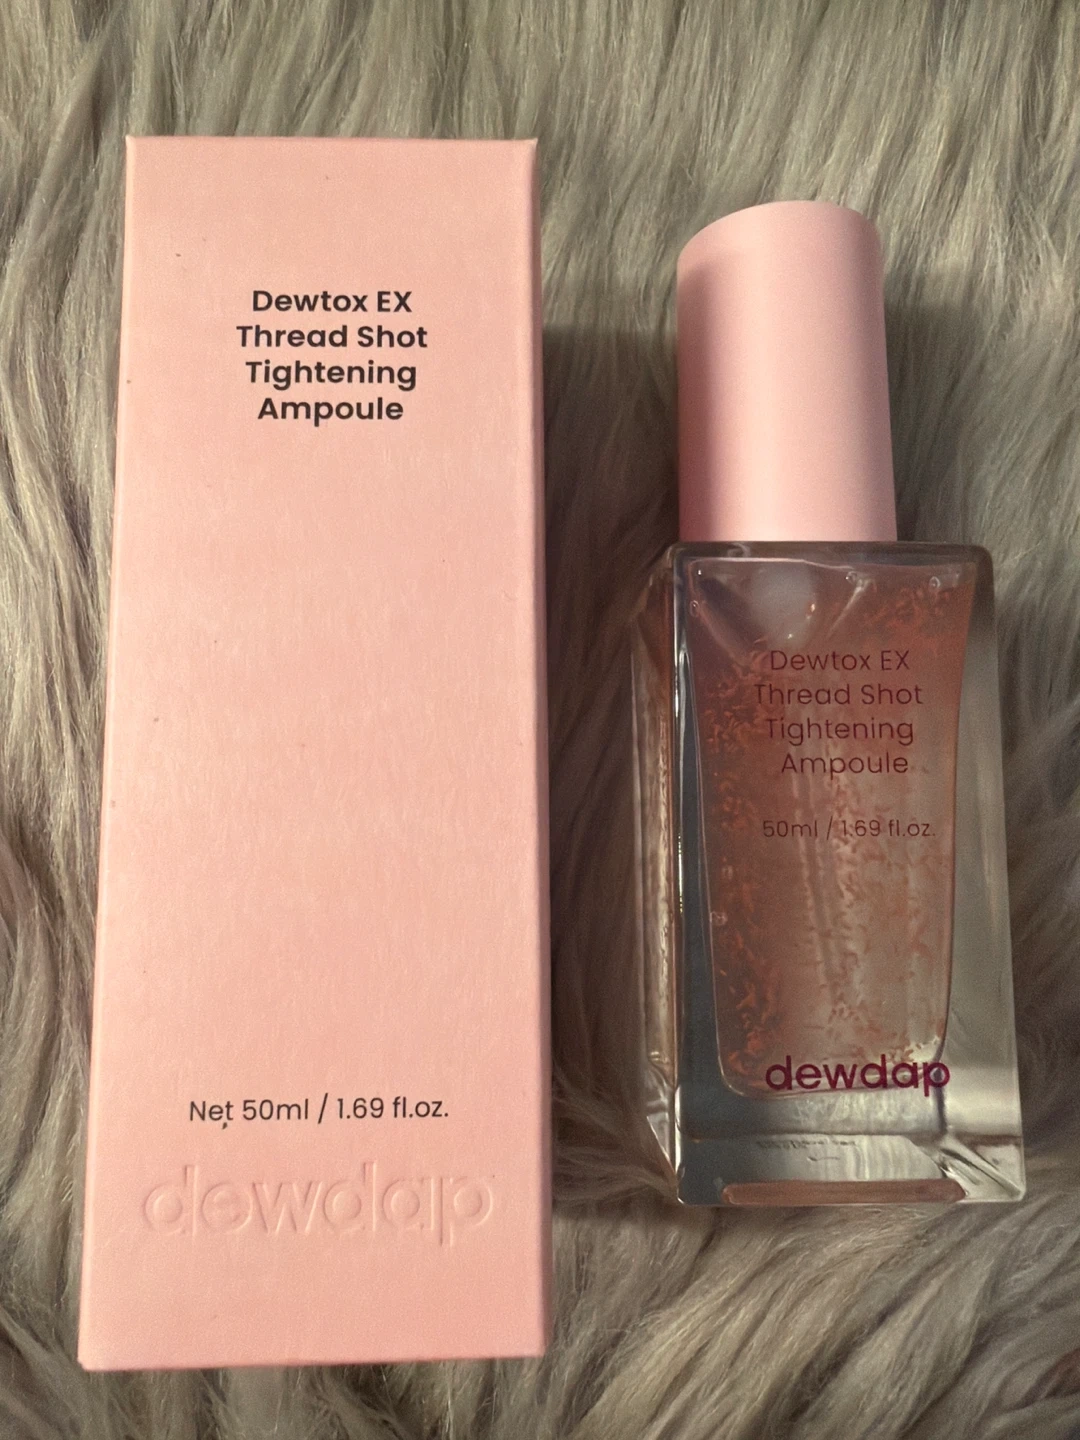 Dewtox EX
Thread Shot
Tightening
Ampoule
Net 50ml / 1.69 fl.oz.
dewdap
Dewtox EX
Thread Shot
Tightening
Ampoule
50ml / 1.69 fl.oz.
dewdap